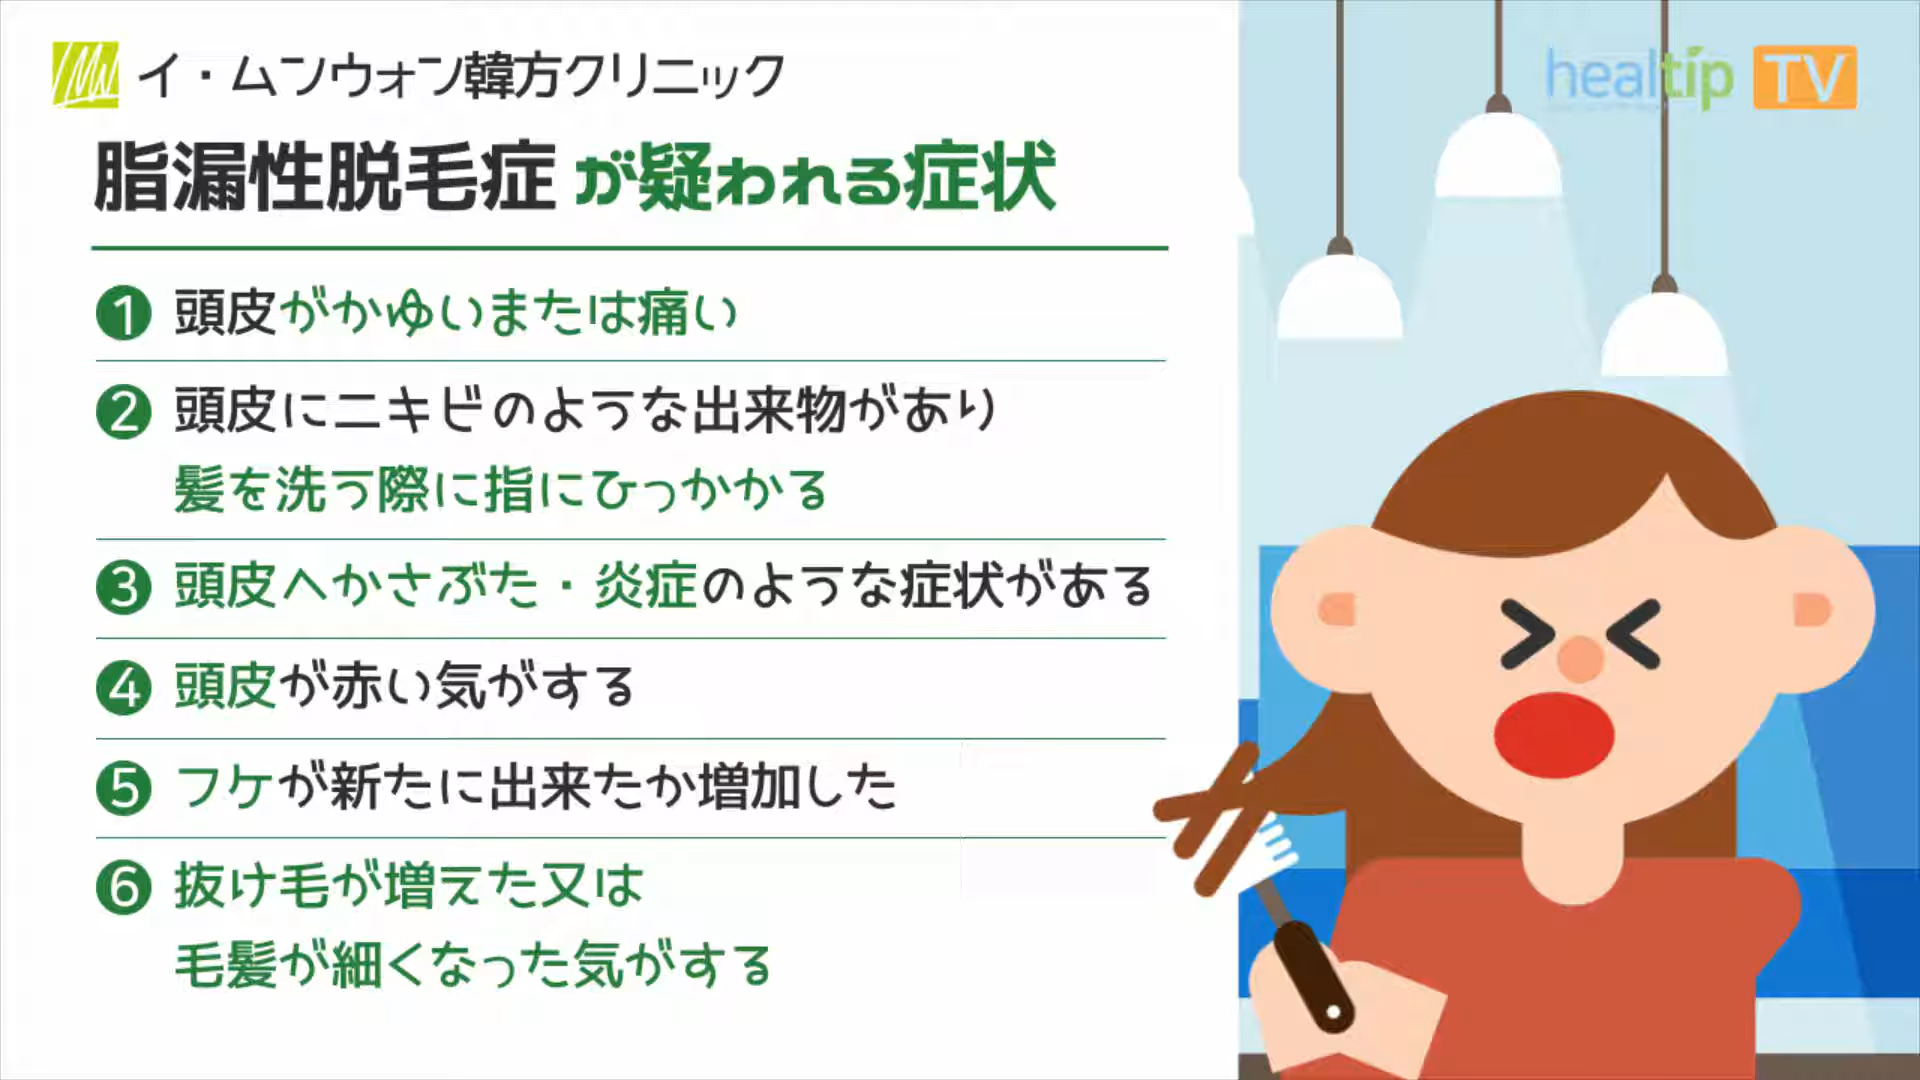 イ・ムンウォン韓方クリニック
healtip TV
脂漏性脱毛症 が疑われる症状
1 頭皮がかゆいまたは痛い
2 頭皮にニキビのような出来物があり
髪を洗う際に指にひっかかる
3 頭皮へかさぶた・炎症のような症状がある
4 頭皮が赤い気がする
5 フケが新たに出来たか増加した
6 抜け毛が増えた又は
毛髪が細くなった気がする